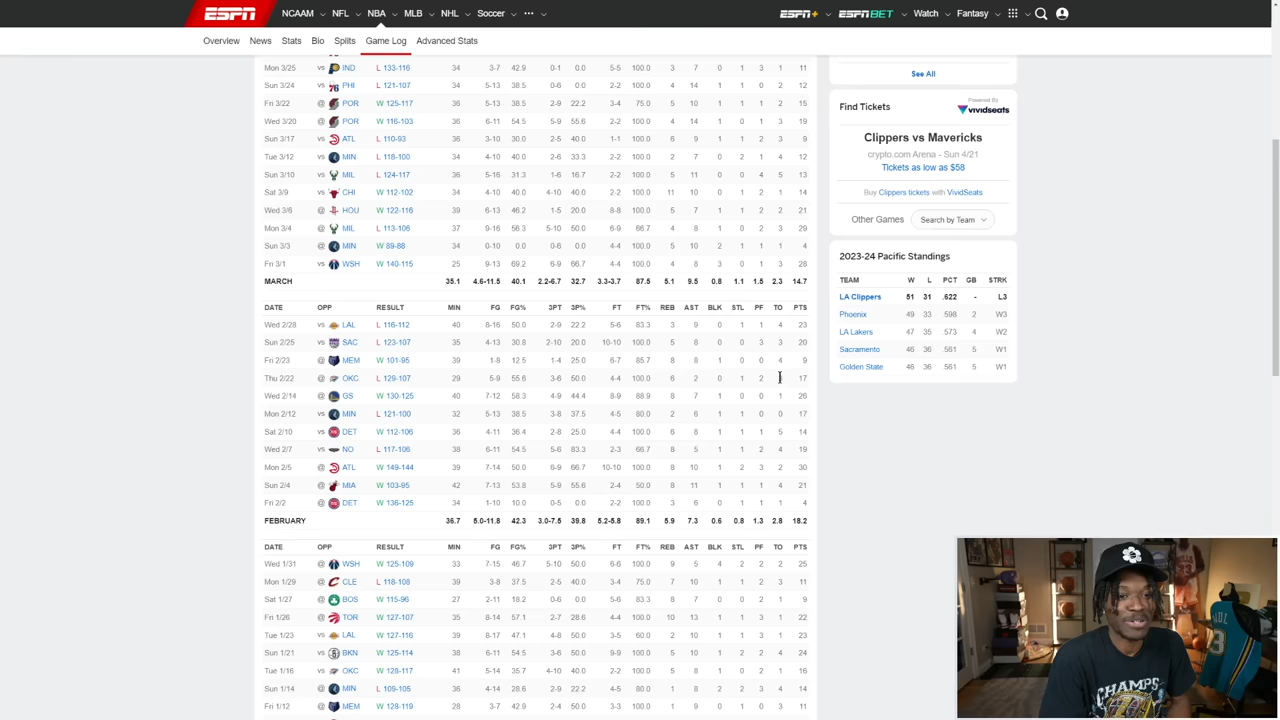 ESPN NCAAM NFL NBA MLB NHL Soccer ESPN+ ESPN BET Watch Fantasy
Overview News Stats Bio Splits Game Log Advanced Stats
Mon 3/25 vs IND L 133-116 34 3-7 42.9 0-1 0.0 5-5 100.0 3 7 0 1 3 1 11
Sun 3/24 vs PHI L 121-107 34 5-13 38.5 0-6 0.0 2-2 100.0 4 14 1 1 0 2 12
Fri 3/22 @ POR W 125-117 36 5-13 38.5 2-9 22.2 3-4 75.0 5 10 1 1 1 2 15
Wed 3/20 @ POR W 116-103 36 6-11 54.5 5-9 55.6 2-2 100.0 4 14 1 0 1 3 19
Sun 3/17 vs ATL L 110-93 36 3-10 30.0 2-5 40.0 1-1 100.0 6 9 0 1 2 3 9
Tue 3/12 vs MIN L 118-100 34 4-10 40.0 2-6 33.3 2-2 100.0 2 7 0 2 1 4 12
Sun 3/10 vs MIL L 124-117 36 5-16 31.3 1-6 16.7 2-2 100.0 5 11 0 0 4 5 13
Sat 3/9 vs CHI W 112-102 34 4-10 40.0 4-10 40.0 2-2 100.0 11 10 0 1 2 1 14
Wed 3/6 @ HOU W 122-116 39 6-13 46.2 1-5 20.0 8-8 100.0 5 7 1 2 2 2 21
Mon 3/4 @ MIL L 113-106 37 9-16 56.3 5-10 50.0 6-9 66.7 4 8 1 0 2 3 29
Sun 3/3 @ MIN W 89-88 34 0-10 0.0 0-6 0.0 4-4 100.0 5 10 2 1 1 1 4
Fri 3/1 vs WSH W 140-115 25 9-13 69.2 6-9 66.7 4-4 100.0 4 8 3 0 1 3 28
MARCH 35.1 4.6-11.5 40.1 2.2-6.7 32.7 3.3-3.7 87.5 5.1 9.5 0.8 1.1 1.5 2.3 14.7
DATE OPP RESULT MIN FG FG% 3PT 3P% FT FT% REB AST BLK STL PF TO PTS
Wed 2/28 vs LAL L 116-112 40 8-16 50.0 2-9 22.2 5-6 83.3 3 9 0 1 1 4 23
Sun 2/25 vs SAC L 123-107 35 4-13 30.8 2-10 20.0 10-10 100.0 5 8 0 0 3 3 20
Fri 2/23 @ MEM W 101-95 39 1-8 12.5 1-4 25.0 6-7 85.7 8 8 1 0 0 9
Thu 2/22 @ OKC L 129-107 29 5-9 55.6 3-6 50.0 4-4 100.0 6 2 0 1 2 17
Wed 2/14 @ GS W 130-125 40 7-12 58.3 4-9 44.4 8-9 88.9 8 7 1 0 0 1 26
Mon 2/12 vs MIN L 121-100 32 5-13 38.5 3-8 37.5 4-5 80.0 2 6 1 1 0 0 17
Sat 2/10 vs DET W 112-106 36 4-11 36.4 2-8 25.0 4-4 100.0 6 8 1 1 1 5 14
Wed 2/7 vs NO L 117-106 38 6-11 54.5 5-6 83.3 2-3 66.7 8 5 1 1 2 4 19
Mon 2/5 @ ATL W 149-144 39 7-14 50.0 6-9 66.7 10-10 100.0 8 10 1 2 3 2 30
Sun 2/4 @ MIA W 103-95 42 7-13 53.8 5-9 55.6 2-4 50.0 8 11 0 1 1 4 21
Fri 2/2 @ DET W 136-125 34 1-10 10.0 0-5 0.0 2-2 100.0 3 6 0 1 1 1 4
FEBRUARY 36.7 5.0-11.8 42.3 3.0-7.5 39.8 5.2-5.8 89.1 5.9 7.3 0.6 0.8 1.3 2.8 18.2
DATE OPP RESULT MIN FG FG% 3PT 3P% FT FT% REB AST BLK STL PF TO PTS
Wed 1/31 @ WSH W 125-109 33 7-15 46.7 5-10 50.0 6-6 100.0 9 5 4 2 2 2 25
Mon 1/29 @ CLE L 118-108 39 3-8 37.5 2-5 40.0 3-4 75.0 7 10 1 1 2 3 11
Sat 1/27 @ BOS W 115-96 27 2-11 18.2 0-6 0.0 5-6 83.3 8 7 0 0 2 1 9
Fri 1/26 @ TOR W 127-107 35 8-14 57.1 2-7 28.6 4-4 100.0 10 13 1 1 3 1 22
Tue 1/23 vs LAL W 127-116 39 8-17 47.1 4-8 50.0 3-5 60.0 2 10 1 1 3 1 23
Sun 1/21 vs BKN W 125-114 38 6-11 54.5 3-6 50.0 9-9 100.0 5 10 1 2 2 4 24
Tue 1/16 vs OKC W 128-117 41 5-14 35.7 4-10 40.0 2-2 100.0 5 8 1 0 2 1 16
Sun 1/14 @ MIN L 109-105 36 4-14 28.6 2-9 22.2 4-5 80.0 1 8 2 2 3 4 14
Fri 1/12 @ MEM W 128-119 28 3-7 42.9 2-4 50.0 3-3 100.0 1 9 0 1 0 3 11
See All
Find Tickets
Powered By
vividseats
Clippers vs Mavericks
crypto.com Arena - Sun 4/21
Tickets as low as $58
Buy Clippers tickets with VividSeats
Other Games Search by Team
2023-24 Pacific Standings
TEAM W L PCT GB STRK
LA Clippers 51 31 .622 - L3
Phoenix 49 33 .598 2 W3
LA Lakers 47 35 .573 4 W2
Sacramento 46 36 .561 5 W1
Golden State 46 36 .561 5 W1
CHAMPS